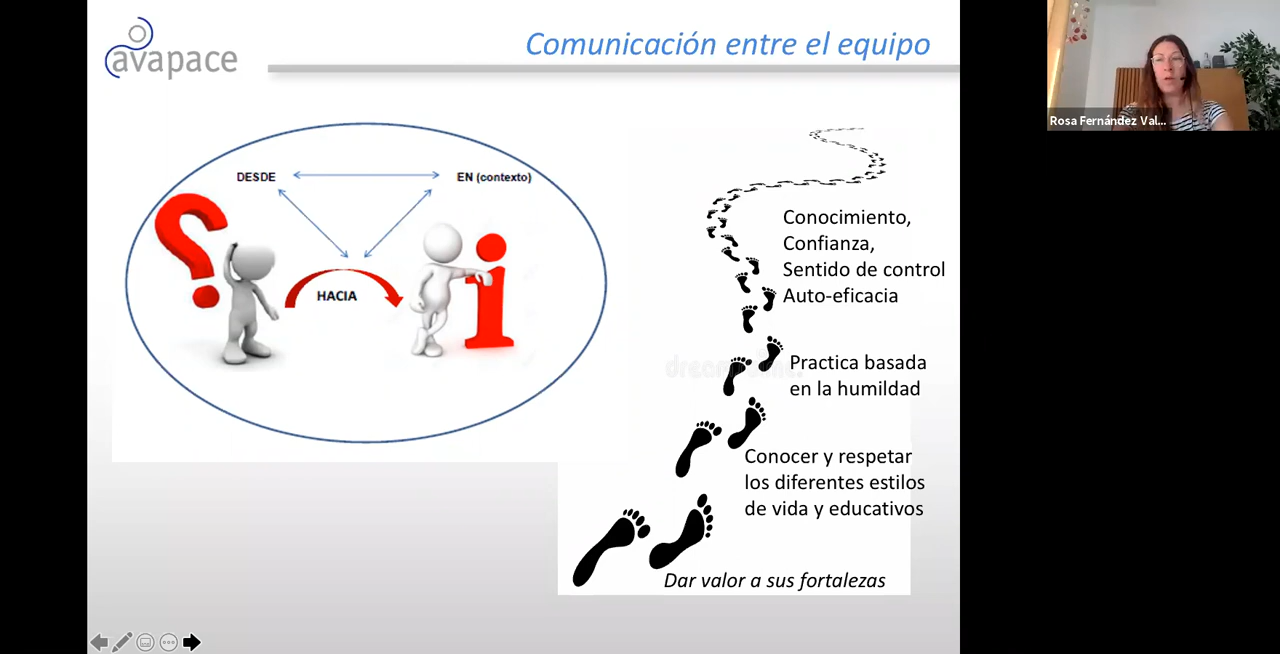 avapace
Comunicación entre el equipo
Rosa Fernández Val...
DESDE
EN (contexto)
HACIA
Conocimiento,
Confianza,
Sentido de control
Auto-eficacia
Practica basada
en la humildad
Conocer y respetar
los diferentes estilos
de vida y educativos
Dar valor a sus fortalezas